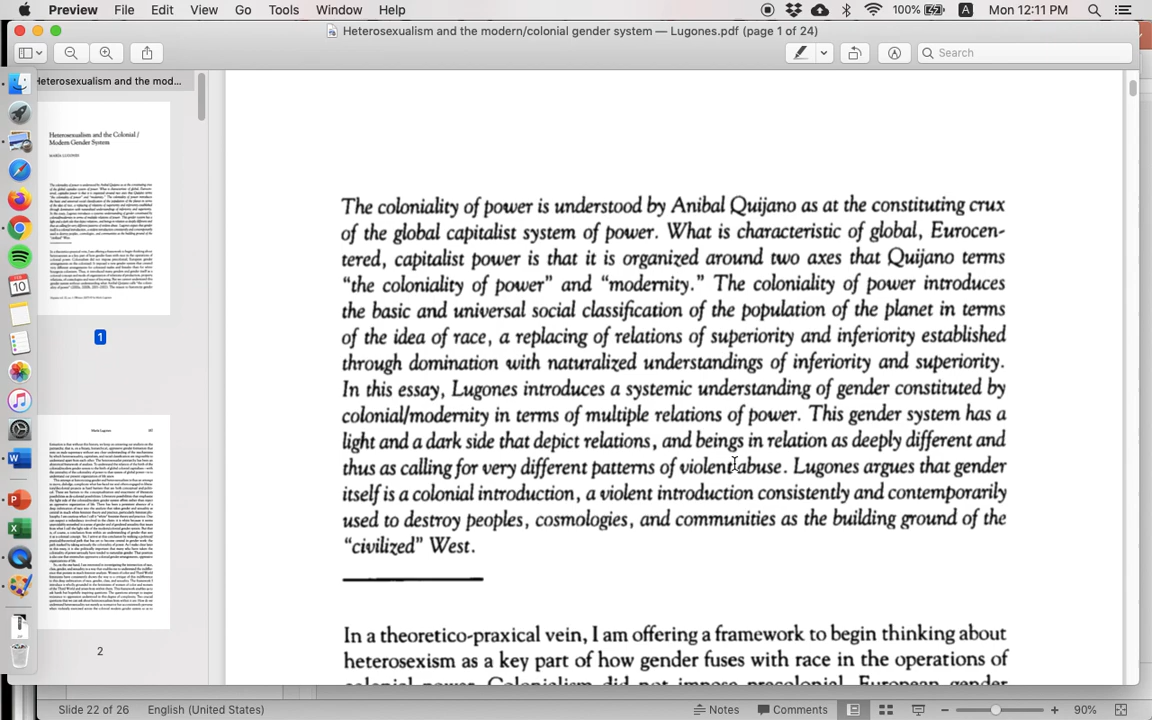 Preview File Edit View Go Tools Window Help 100% A Mon 12:11 PM
Heterosexualism and the modern/colonial gender system — Lugones.pdf (page 1 of 24)
Search
Heterosexualism and the mod...
Heterosexualism and the Colonial /
Modern Gender System
1
2
FEB
10
The coloniality of power is understood by Anibal Quijano as at the constituting crux
of the global capitalist system of power. What is characteristic of global, Eurocen-
tered, capitalist power is that it is organized around two axes that Quijano terms
“the coloniality of power” and “modernity.” The coloniality of power introduces
the basic and universal social classification of the population of the planet in terms
of the idea of race, a replacing of relations of superiority and inferiority established
through domination with naturalized understandings of inferiority and superiority.
In this essay, Lugones introduces a systemic understanding of gender constituted by
colonial/modernity in terms of multiple relations of power. This gender system has a
light and a dark side that depict relations, and beings in relation as deeply different and
thus as calling for very different patterns of violent abuse. Lugones argues that gender
itself is a colonial introduction, a violent introduction consistently and contemporarily
used to destroy peoples, cosmologies, and communities as the building ground of the
“civilized” West.
In a theoretico-praxical vein, I am offering a framework to begin thinking about
heterosexism as a key part of how gender fuses with race in the operations of
colonial power. Colonialism did not impose precolonial, European gender
Slide 22 of 26 English (United States) Notes Comments 90%